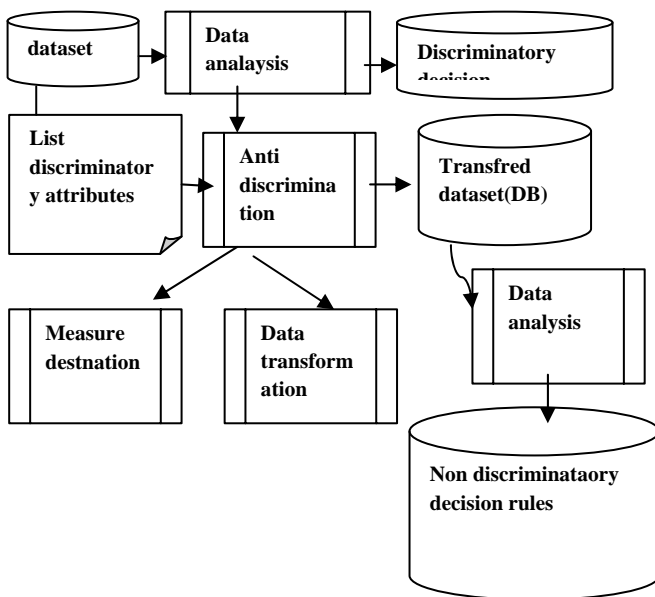 dataset
Data
analaysis
Discriminatory
decision
List
discriminator
y attributes
Anti
discrimina
tion
Transfred
dataset(DB)
Data
analysis
Measure
destnation
Data
transform
ation
Non discriminataory
decision rules